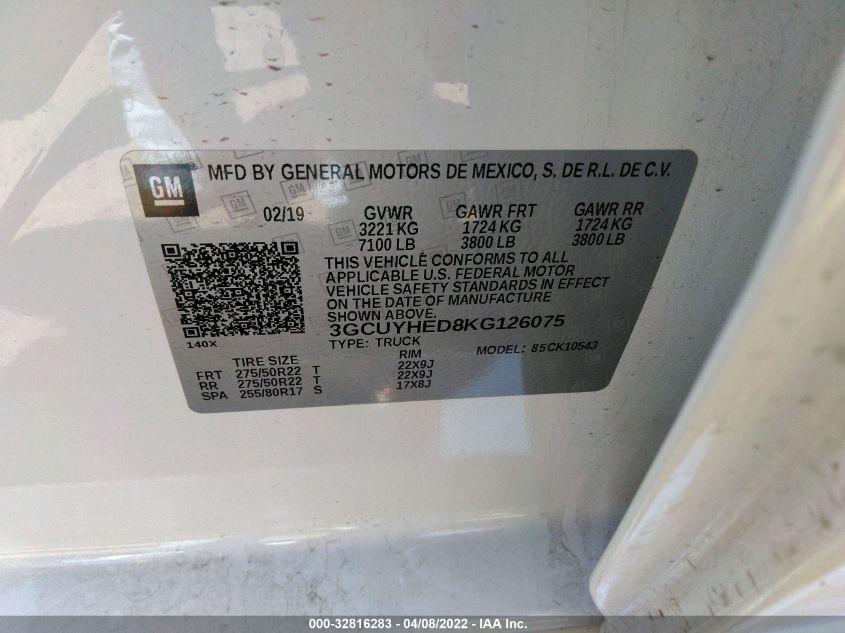 GM MFD BY GENERAL MOTORS DE MEXICO, S. DE R.L. DE C.V.
02/19 GVWR GAWR FRT GAWR RR
3221 KG 1724 KG 1724 KG
7100 LB 3800 LB 3800 LB
THIS VEHICLE CONFORMS TO ALL
APPLICABLE U.S. FEDERAL MOTOR
VEHICLE SAFETY STANDARDS IN EFFECT
ON THE DATE OF MANUFACTURE
SHOWN ABOVE.
140X 3GCUYHED8KG126075
TYPE: TRUCK MODEL: 85CK10543
TIRE SIZE RIM
FRT 275/50R22 T 22X9J
RR 275/50R22 T 22X9J
SPA 255/80R17 S 17X8J
000-32816283 - 04/08/2022 - IAA Inc.